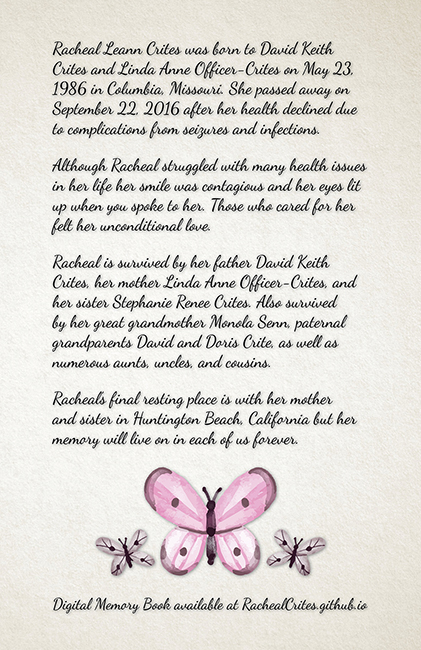 Racheal Leann Crites was born to David Keith
Crites and Linda Anne Officer-Crites on May 23,
1986 in Columbia, Missouri. She passed away on
September 22, 2016 after her health declined due
to complications from seizures and infections.
Although Racheal struggled with many health issues
in her life her smile was contagious and her eyes lit
up when you spoke to her. Those who cared for her
felt her unconditional love.
Racheal is survived by her father David Keith
Crites, her mother Linda Anne Officer-Crites, and
her sister Stephanie Renee Crites. Also survived
by her great grandmother Monola Senn, paternal
grandparents David and Doris Crite, as well as
numerous aunts, uncles, and cousins.
Racheal's final resting place is with her mother
and sister in Huntington Beach, California but her
memory will live on in each of us forever.
Digital Memory Book available at RachealCrites.github.io